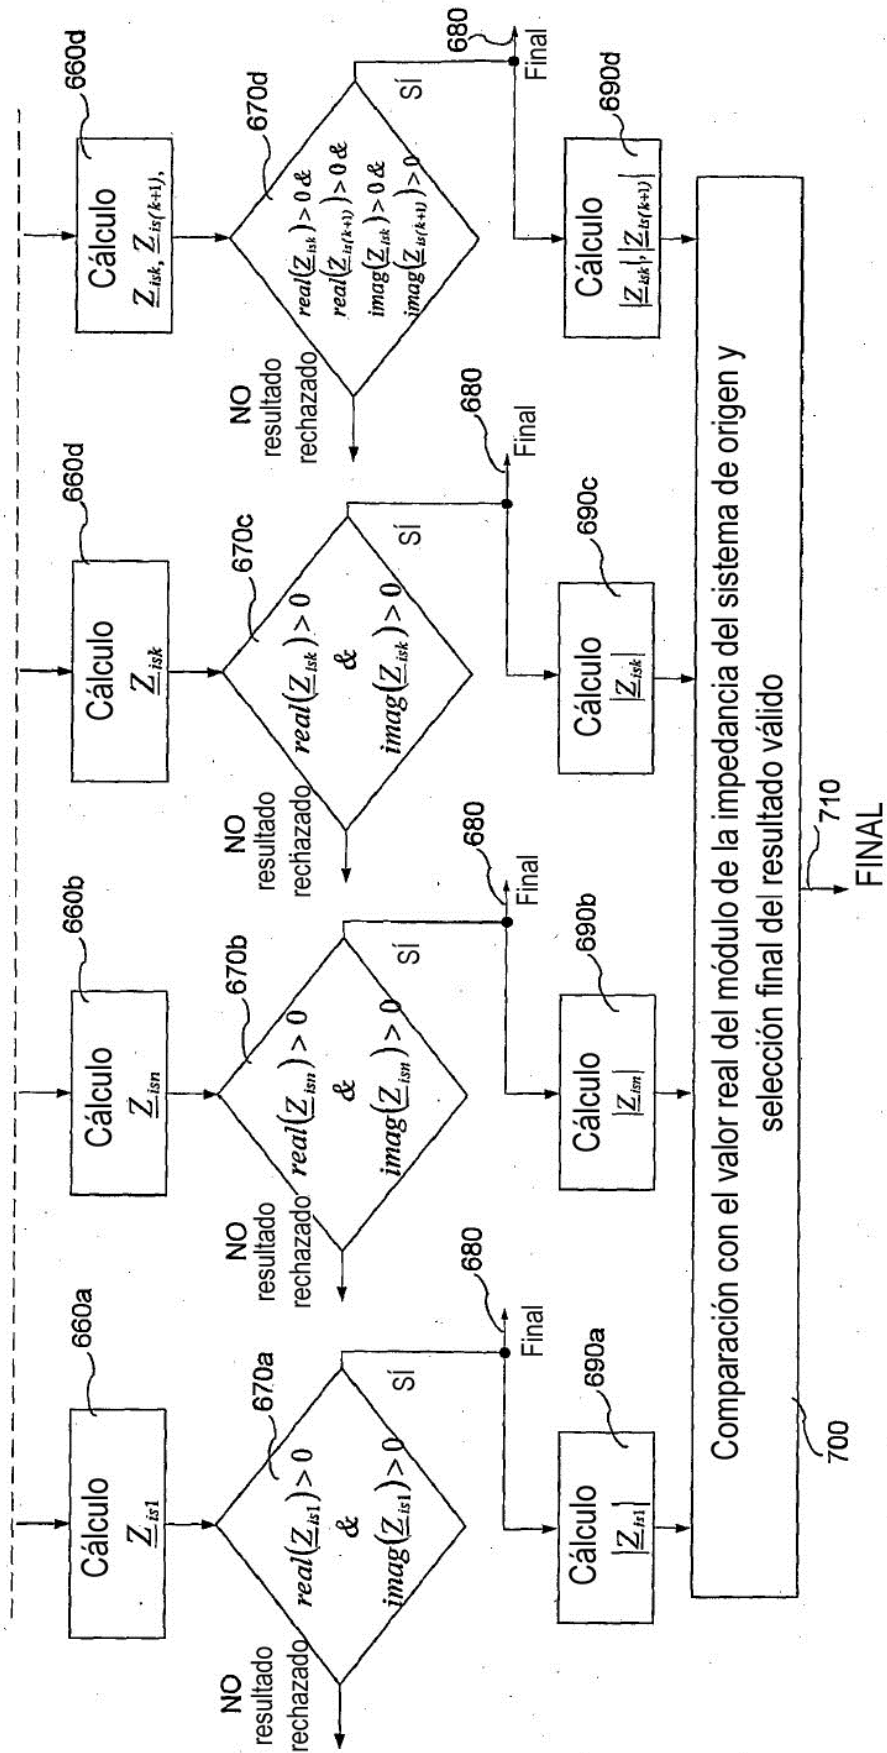 660a
Cálculo
Z_is1
670a
real(Z_is1) > 0
&
imag(Z_is1) > 0
NO
resultado
rechazado
SÍ
680
Final
690a
Cálculo
|Z_is1|
660b
Cálculo
Z_isn
670b
real(Z_isn) > 0
&
imag(Z_isn) > 0
NO
resultado
rechazado
SÍ
680
Final
690b
Cálculo
|Z_isn|
660d
Cálculo
Z_isk
670c
real(Z_isk) > 0
&
imag(Z_isk) > 0
NO
resultado
rechazado
SÍ
680
Final
690c
Cálculo
|Z_isk|
660d
Cálculo
Z_isk, Z_is(k+1),
670d
real(Z_isk) > 0 &
real(Z_is(k+1)) > 0 &
imag(Z_isk) > 0 &
imag(Z_is(k+1)) > 0
NO
resultado
rechazado
SÍ
680
Final
690d
Cálculo
|Z_isk|,|Z_is(k+1)|
Comparación con el valor real del módulo de la impedancia del sistema de origen y
selección final del resultado válido
700
710
FINAL